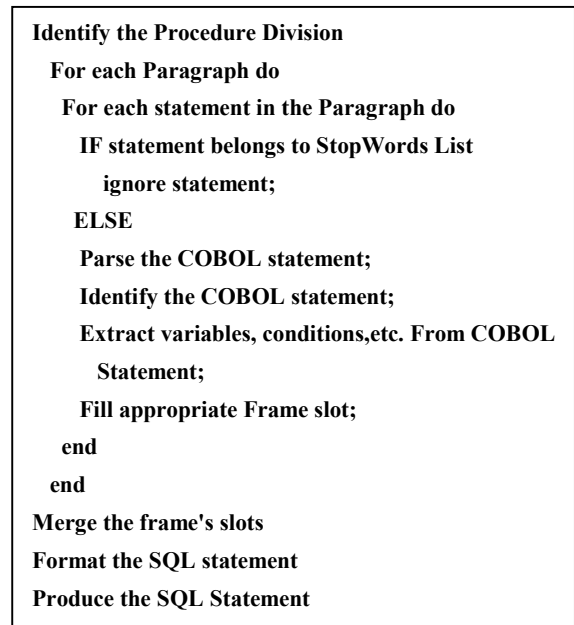 Identify the Procedure Division
For each Paragraph do
For each statement in the Paragraph do
IF statement belongs to StopWords List
ignore statement;
ELSE
Parse the COBOL statement;
Identify the COBOL statement;
Extract variables, conditions,etc. From COBOL
Statement;
Fill appropriate Frame slot;
end
end
Merge the frame's slots
Format the SQL statement
Produce the SQL Statement